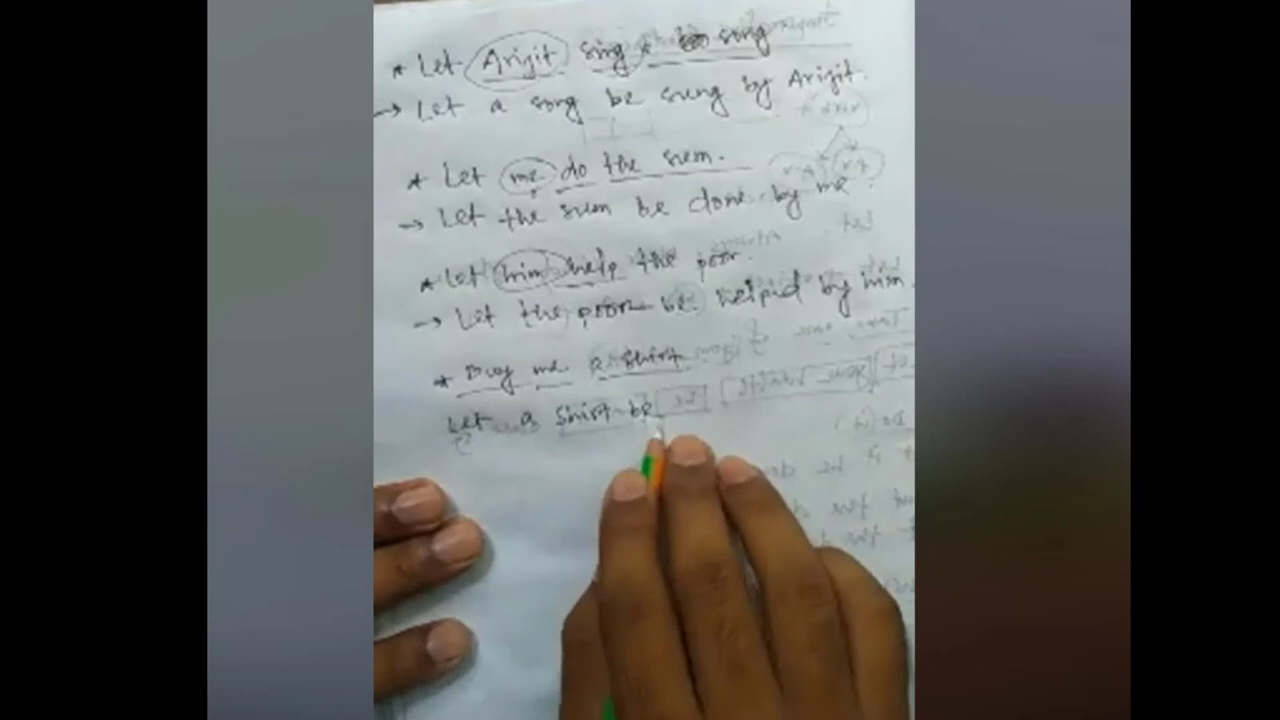 * Let Arijit sing a song
→ Let a song be sung by Arijit.
* Let me do the sum.
→ Let the sum be done by me.
* Let him help the poor.
→ Let the poor be helped by him.
* Buy me a shirt
Let a shirt be